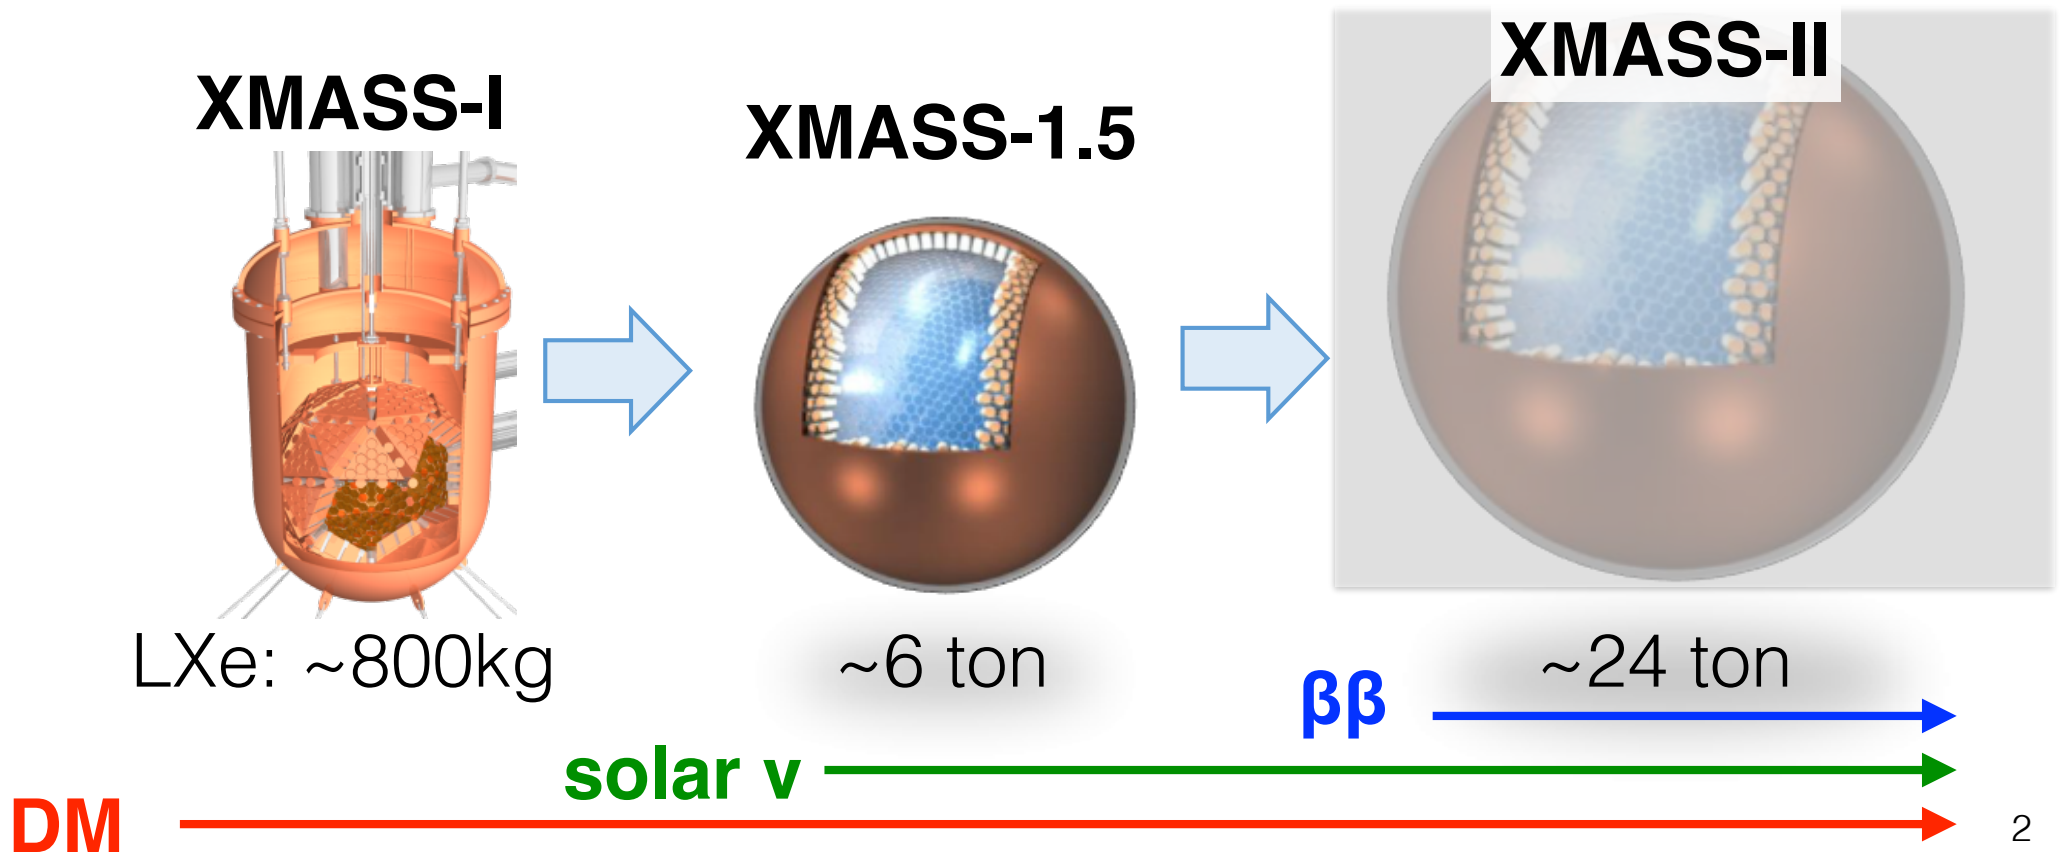 XMASS-I
XMASS-1.5
XMASS-II
LXe: ~800kg
~6 ton
~24 ton
ββ
solar ν
DM
2